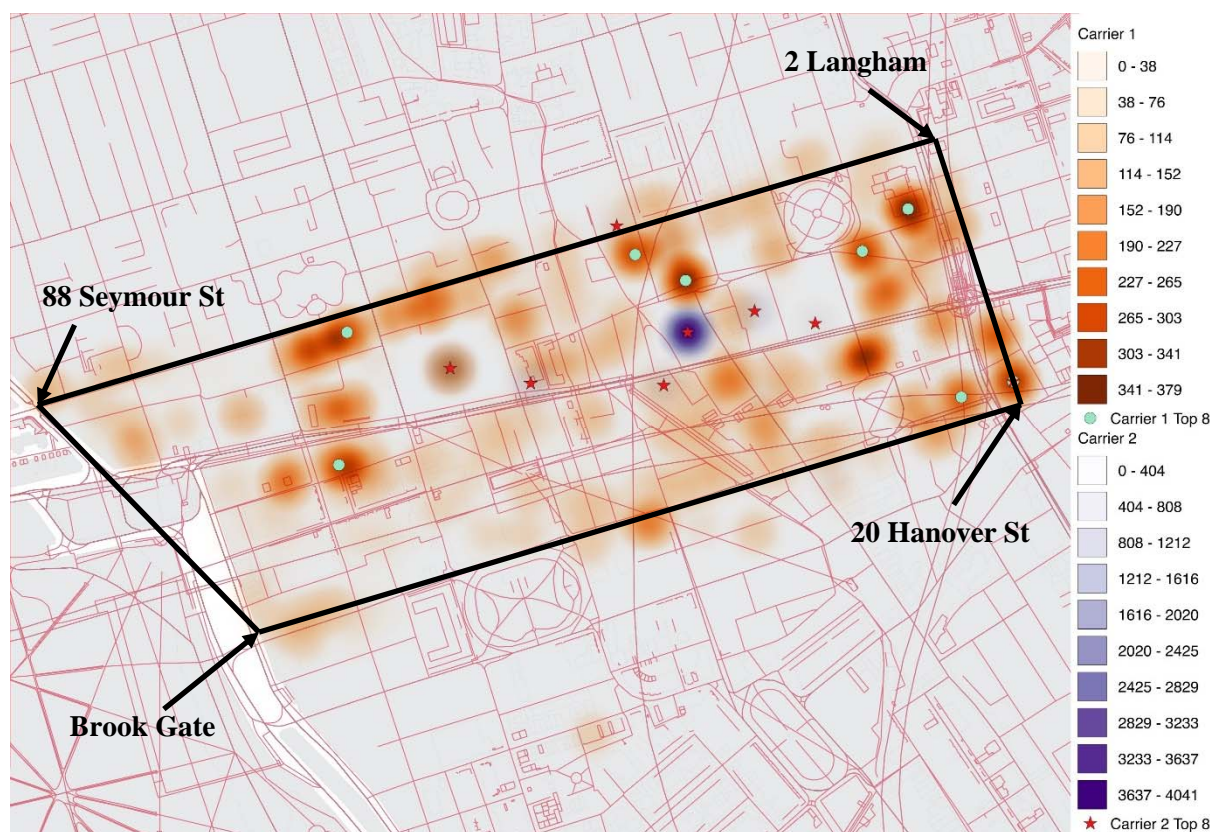 2 Langham
88 Seymour St
20 Hanover St
Brook Gate
Carrier 1
0 - 38
38 - 76
76 - 114
114 - 152
152 - 190
190 - 227
227 - 265
265 - 303
303 - 341
341 - 379
Carrier 1 Top 8
Carrier 2
0 - 404
404 - 808
808 - 1212
1212 - 1616
1616 - 2020
2020 - 2425
2425 - 2829
2829 - 3233
3233 - 3637
3637 - 4041
Carrier 2 Top 8